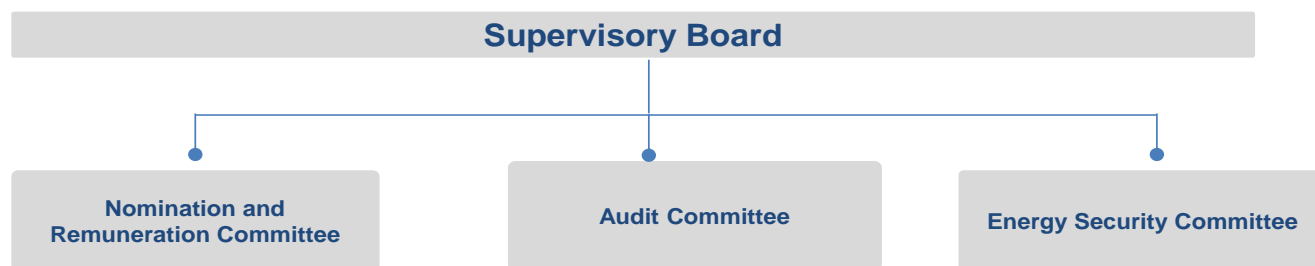 Supervisory Board
Nomination and
Remuneration Committee
Audit Committee
Energy Security Committee